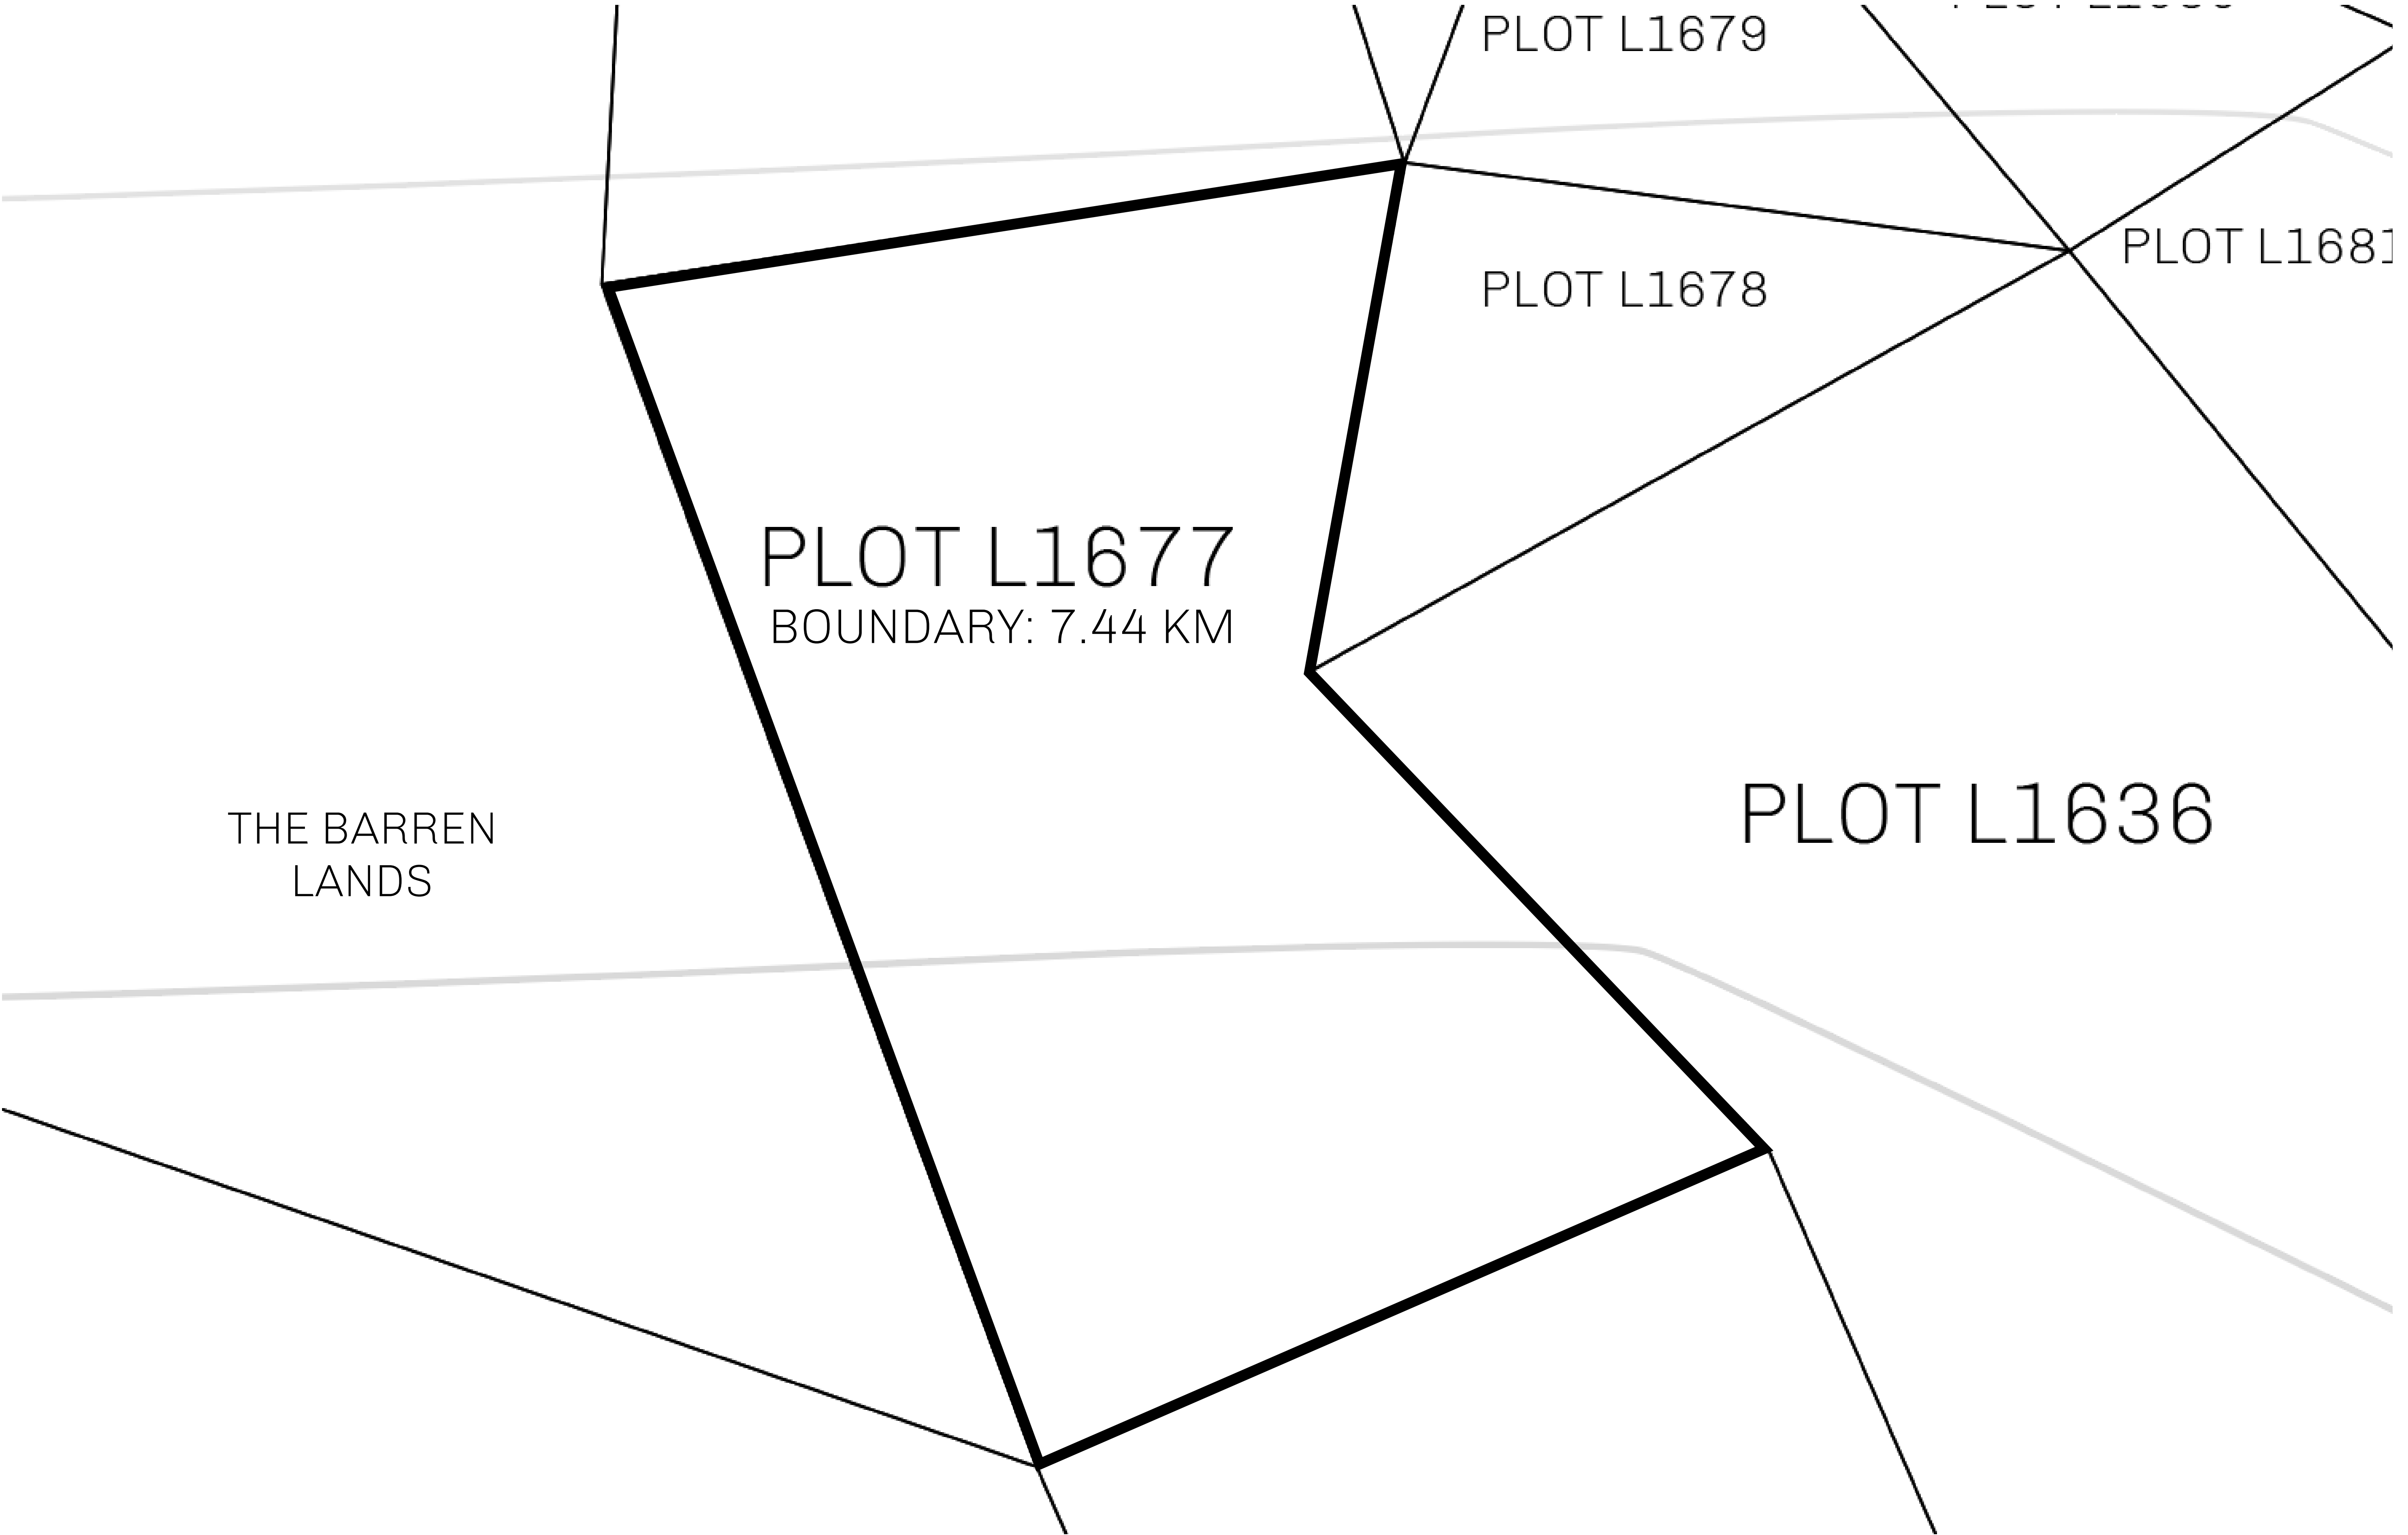 PLOT L1679
PLOT L1681
PLOT L1678
PLOT L1677
BOUNDARY: 7.44 KM
PLOT L1636
THE BARREN
LANDS